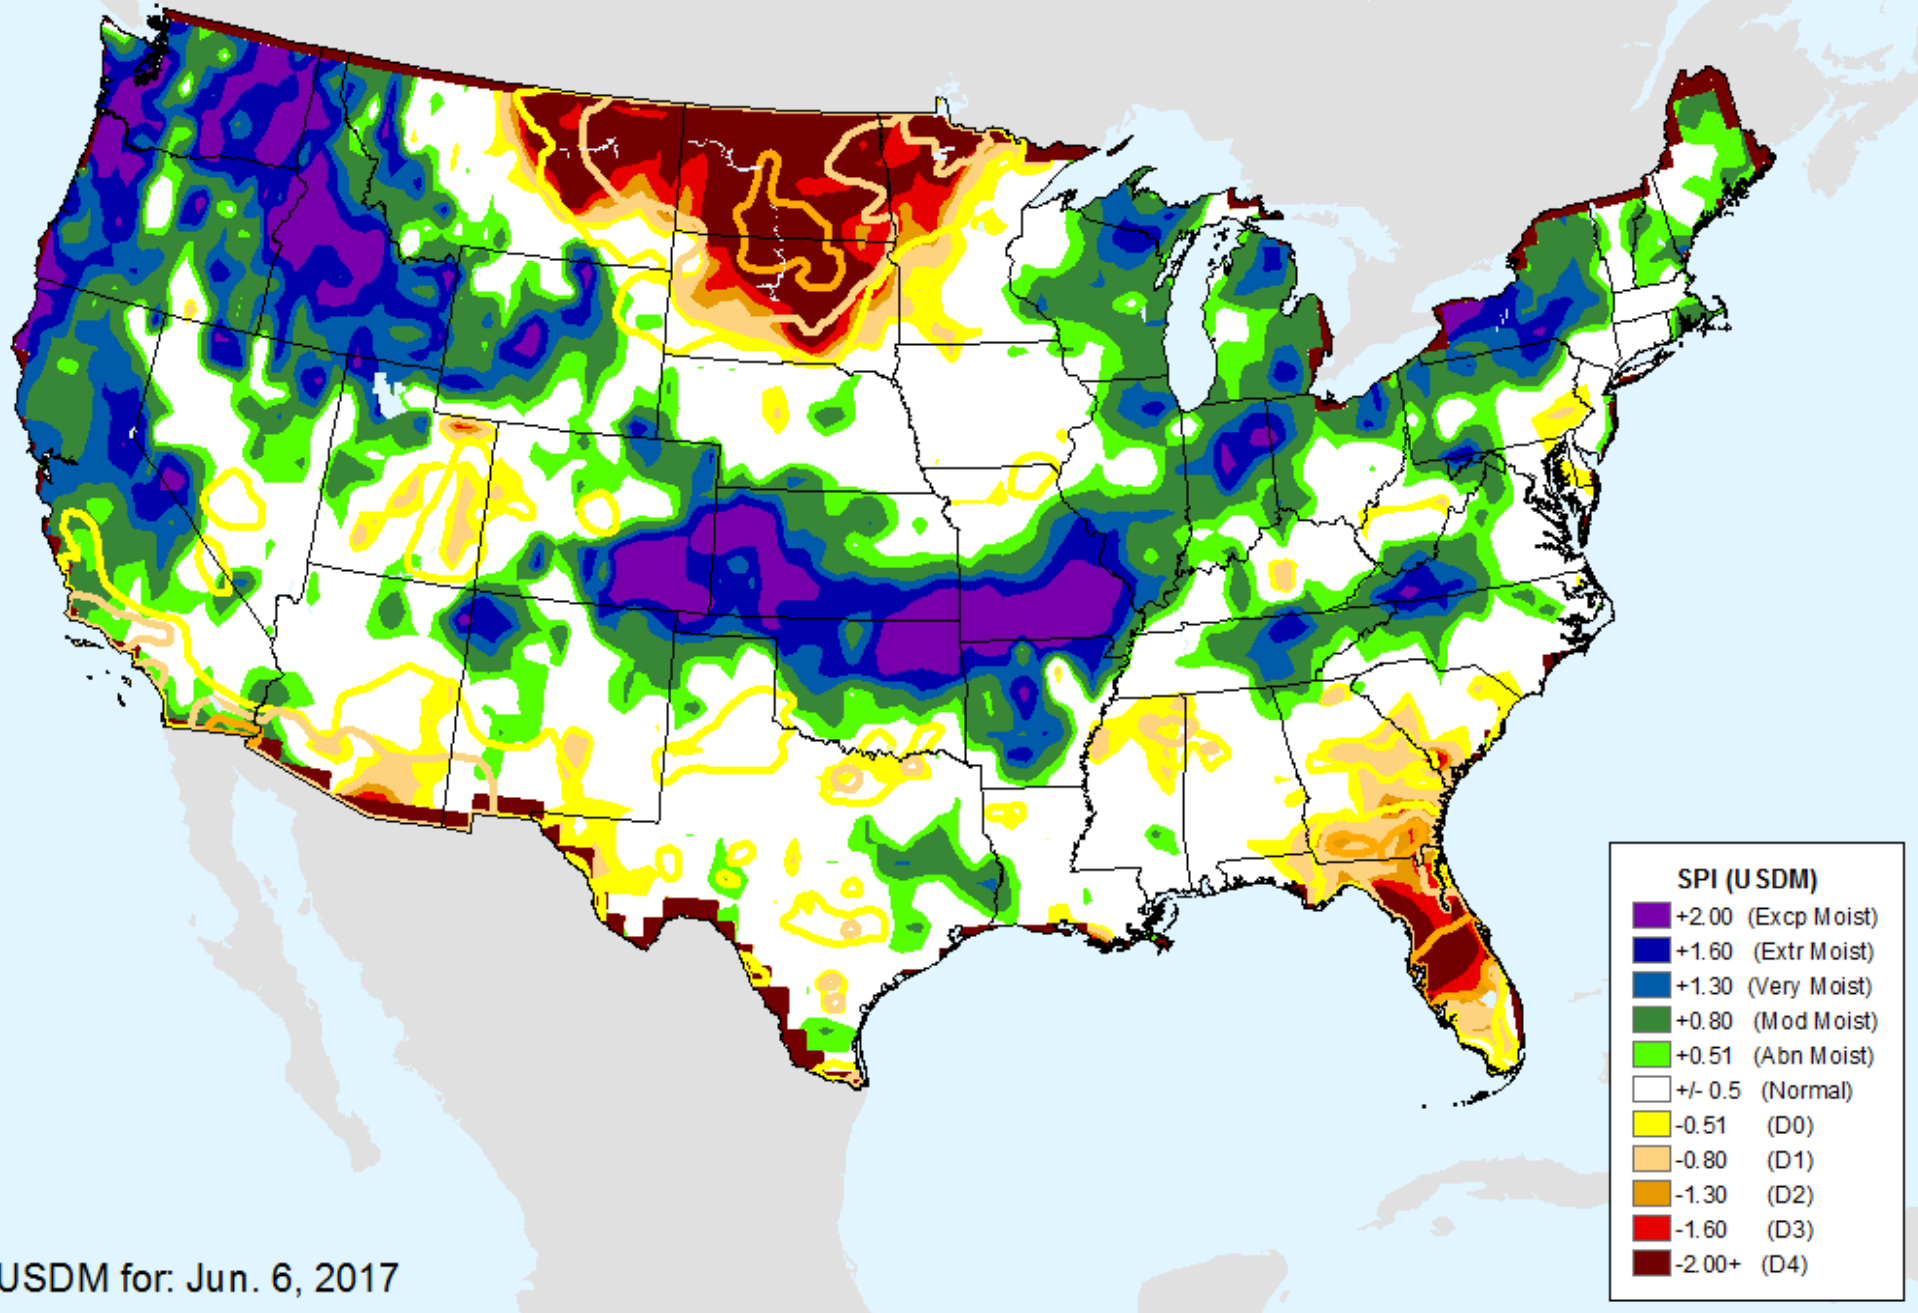 SPI (USDM)
+2.00 (Excp Moist)
+1.60 (Extr Moist)
+1.30 (Very Moist)
+0.80 (Mod Moist)
+0.51 (Abn Moist)
+/- 0.5 (Normal)
-0.51 (D0)
-0.80 (D1)
-1.30 (D2)
-1.60 (D3)
-2.00+ (D4)
USDM for: Jun. 6, 2017